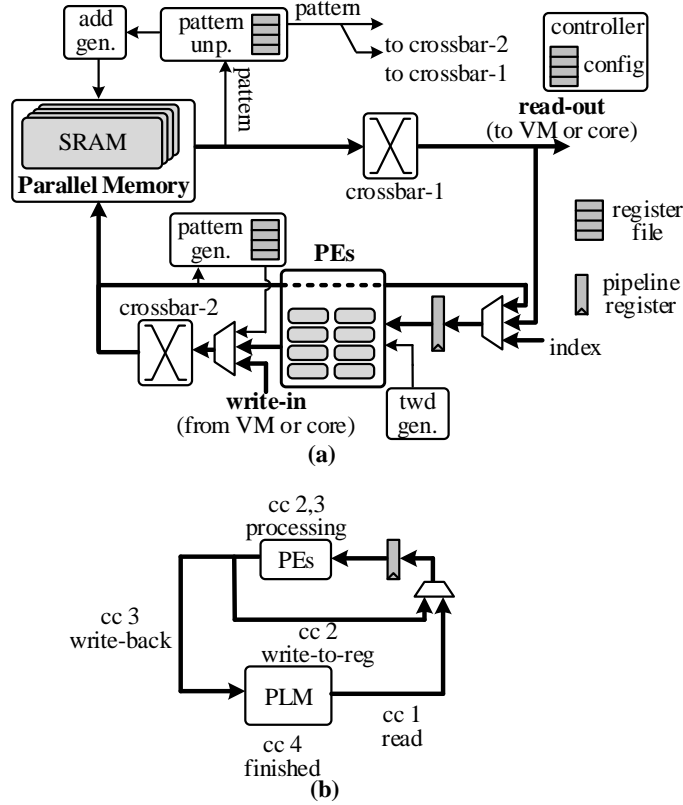 add
gen.
pattern
unp.
pattern
pattern
to crossbar-2
to crossbar-1
controller
config
read-out
(to VM or core)
SRAM
Parallel Memory
crossbar-1
register
file
pattern
gen.
PEs
pipeline
register
crossbar-2
index
write-in
(from VM or core)
twd
gen.
(a)
cc 2,3
processing
PEs
cc 3
write-back
cc 2
write-to-reg
PLM
cc 1
read
cc 4
finished
(b)